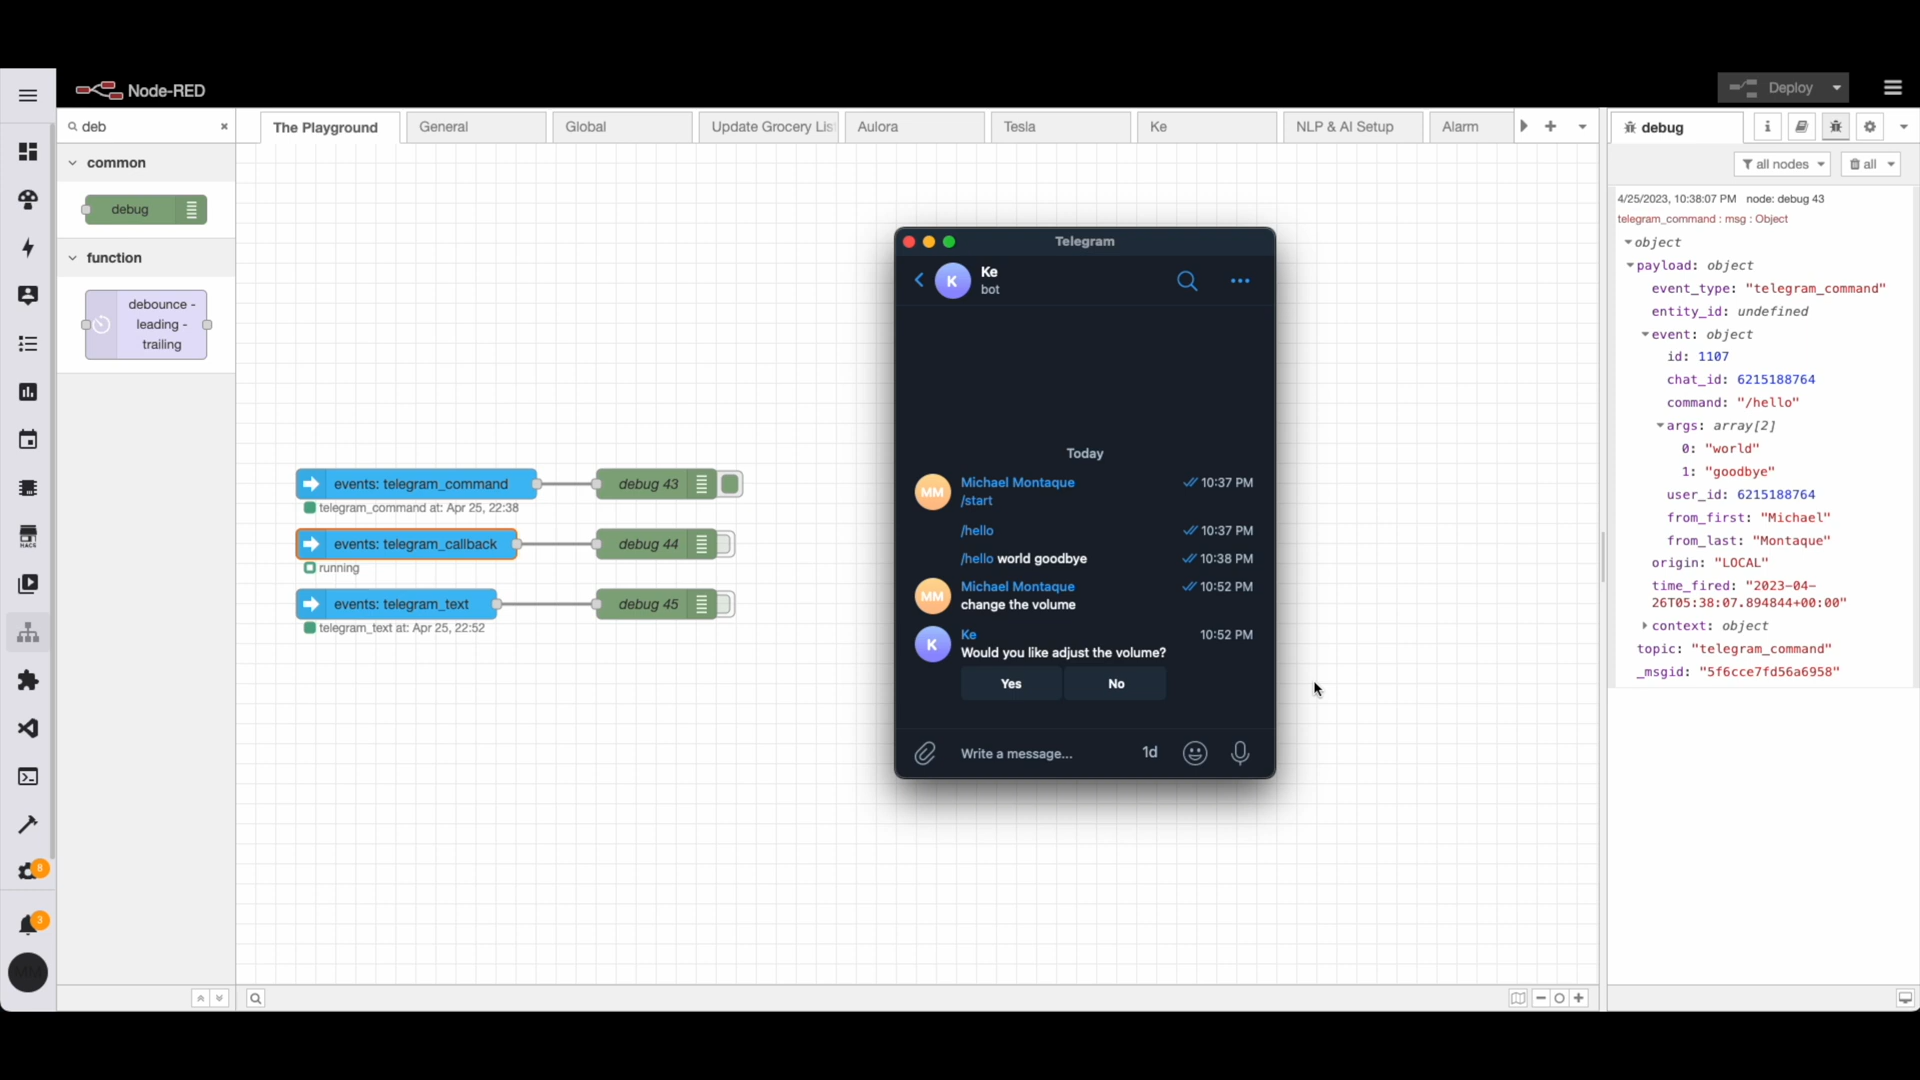 Node-RED
Deploy
deb
The Playground
General
Global
Update Grocery Lis
Aulora
Tesla
Ke
NLP & AI Setup
Alarm
debug
i
common
debug
function
debounce -
leading -
trailing
all nodes
all
events: telegram_command
debug 43
telegram_command at: Apr 25, 22:38
events: telegram_callback
debug 44
running
events: telegram_text
debug 45
telegram_text at: Apr 25, 22:52
Telegram
K
Ke
bot
Today
MM
Michael Montaque
10:37 PM
/start
/hello
10:37 PM
/hello world goodbye
10:38 PM
MM
Michael Montaque
10:52 PM
change the volume
K
Ke
10:52 PM
Would you like adjust the volume?
Yes
No
Write a message...
1d
4/25/2023, 10:38:07 PM node: debug 43
telegram_command : msg : Object
object
payload: object
event_type: "telegram_command"
entity_id: undefined
event: object
id: 1107
chat_id: 6215188764
command: "/hello"
args: array[2]
0: "world"
1: "goodbye"
user_id: 6215188764
from_first: "Michael"
from_last: "Montaque"
origin: "LOCAL"
time_fired: "2023-04-
26T05:38:07.894844+00:00"
context: object
topic: "telegram_command"
_msgid: "5f6cce7fd56a6958"
HACS
8
3
MM